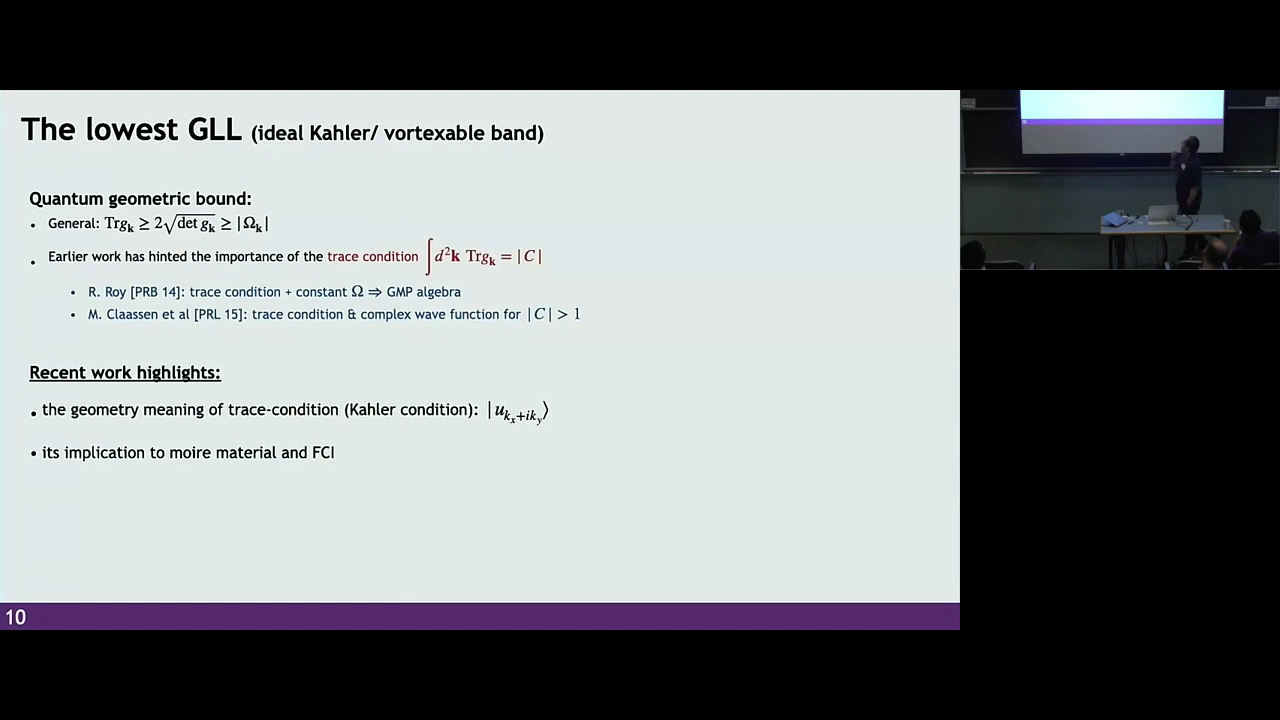 The lowest GLL (ideal Kahler/ vortexable band)
Quantum geometric bound:
• General: Trg_𝐤 ≥ 2√(det g_𝐤) ≥ |Ω_𝐤|
• Earlier work has hinted the importance of the trace condition ∫d²𝐤 Trg_𝐤 = |C|
• R. Roy [PRB 14]: trace condition + constant Ω ⇒ GMP algebra
• M. Claassen et al [PRL 15]: trace condition & complex wave function for |C| > 1
Recent work highlights:
• the geometry meaning of trace-condition (Kahler condition): |u_{k_x+ik_y}⟩
• its implication to moire material and FCI
10